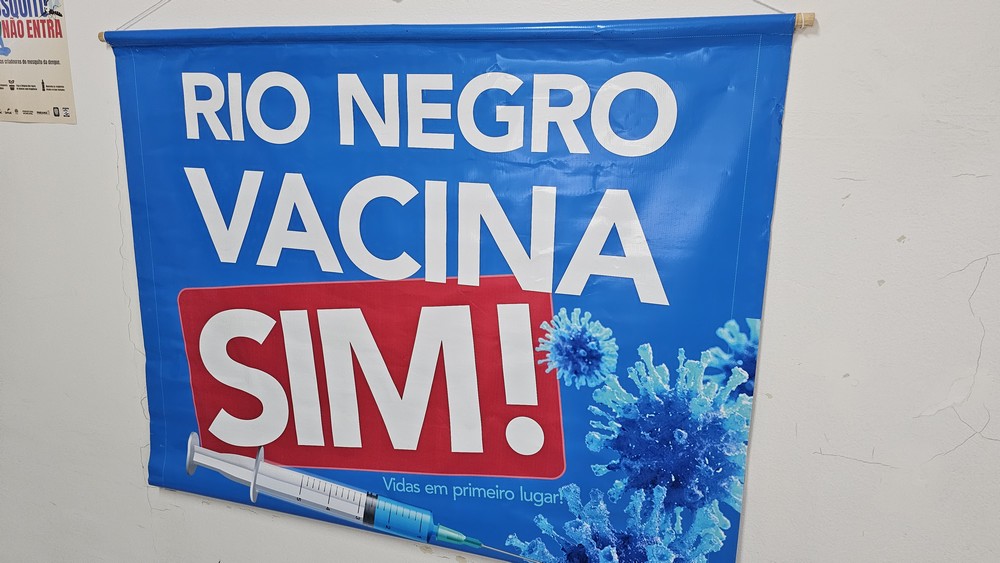 NÃO ENTRA
RIO NEGRO
VACINA
SIM!
Vidas em primeiro lugar!